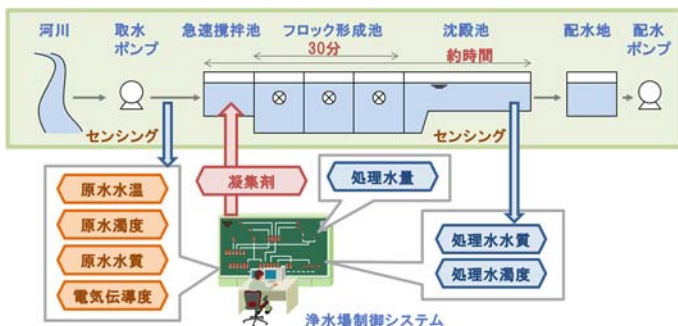 河川
取水
ポンプ
急速撹拌池
フロック形成池
沈殿池
配水地
配水
ポンプ
30分
約時間
センシング
センシング
凝集剤
処理水量
原水水温
原水濁度
原水水質
電気伝導度
処理水水質
処理水濁度
浄水場制御システム